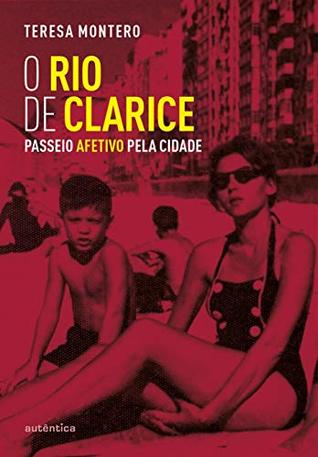 TERESA MONTERO
O RIO
DE CLARICE
PASSEIO AFETIVO PELA CIDADE
autêntica